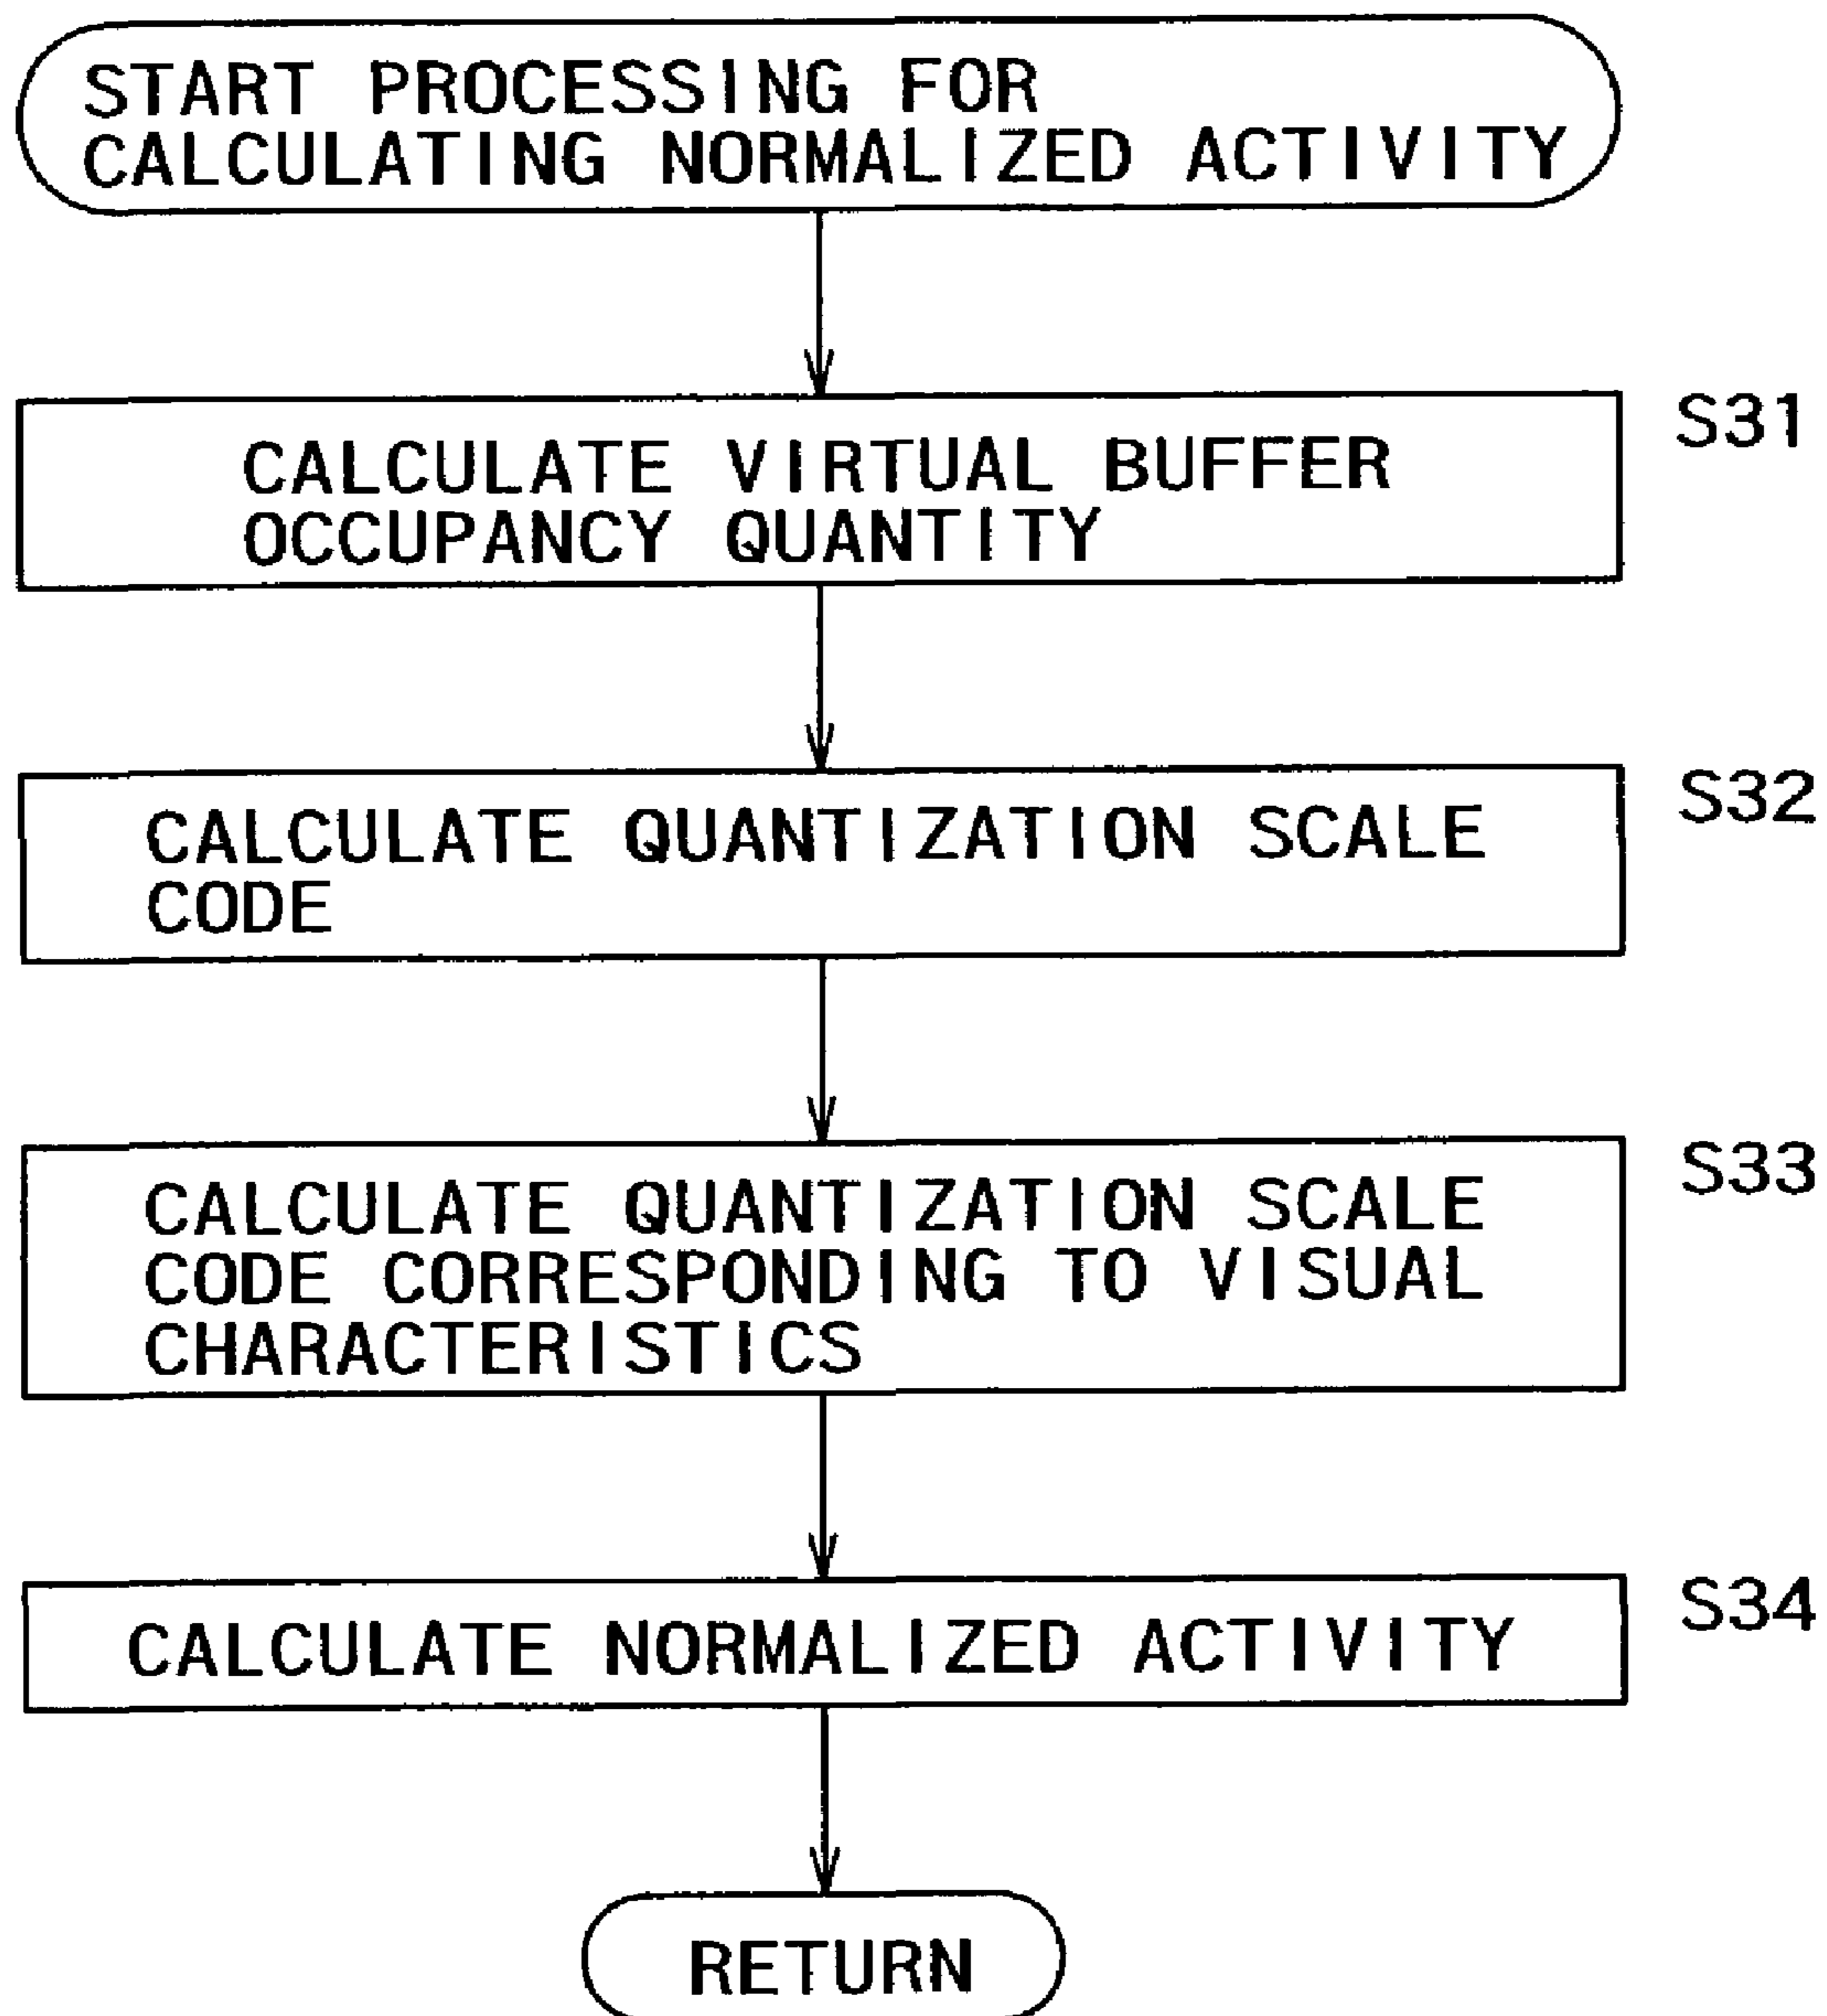 START PROCESSING FOR
CALCULATING NORMALIZED ACTIVITY
S31
CALCULATE VIRTUAL BUFFER
OCCUPANCY QUANTITY
S32
CALCULATE QUANTIZATION SCALE
CODE
S33
CALCULATE QUANTIZATION SCALE
CODE CORRESPONDING TO VISUAL
CHARACTERISTICS
S34
CALCULATE NORMALIZED ACTIVITY
RETURN